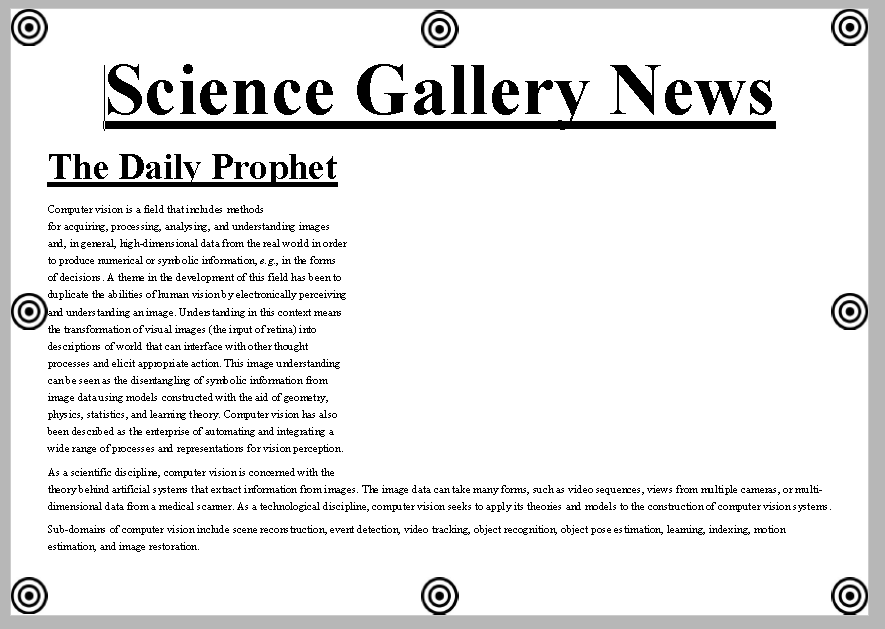 Science Gallery News
The Daily Prophet
Computer vision is a field that includes methods
for acquiring, processing, analysing, and understanding images
and, in general, high-dimensional data from the real world in order
to produce numerical or symbolic information, e.g., in the forms
of decisions. A theme in the development of this field has been to
duplicate the abilities of human vision by electronically perceiving
and understanding an image. Understanding in this context means
the transformation of visual images (the input of retina) into
descriptions of world that can interface with other thought
processes and elicit appropriate action. This image understanding
can be seen as the disentangling of symbolic information from
image data using models constructed with the aid of geometry,
physics, statistics, and learning theory. Computer vision has also
been described as the enterprise of automating and integrating a
wide range of processes and representations for vision perception.
As a scientific discipline, computer vision is concerned with the
theory behind artificial systems that extract information from images. The image data can take many forms, such as video sequences, views from multiple cameras, or multi-
dimensional data from a medical scanner. As a technological discipline, computer vision seeks to apply its theories and models to the construction of computer vision systems.
Sub-domains of computer vision include scene reconstruction, event detection, video tracking, object recognition, object pose estimation, learning, indexing, motion
estimation, and image restoration.